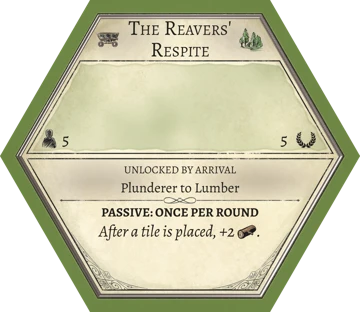 The Reavers'
Respite
5 5
UNLOCKED BY ARRIVAL
Plunderer to Lumber
PASSIVE: ONCE PER ROUND
After a tile is placed, +2 .